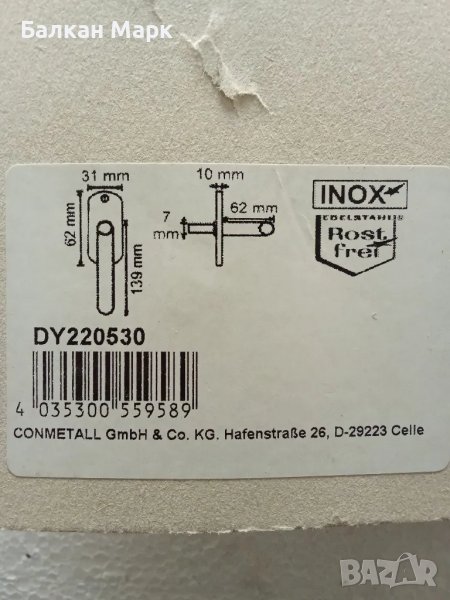 Балкан Марк
31 mm
62 mm
139 mm
10 mm
7 mm
62 mm
INOX
EDELSTAHL®
Rost
frei
DY220530
4 035300 559589
CONMETALL GmbH & Co. KG. Hafenstraße 26, D-29223 Celle
BAZAR